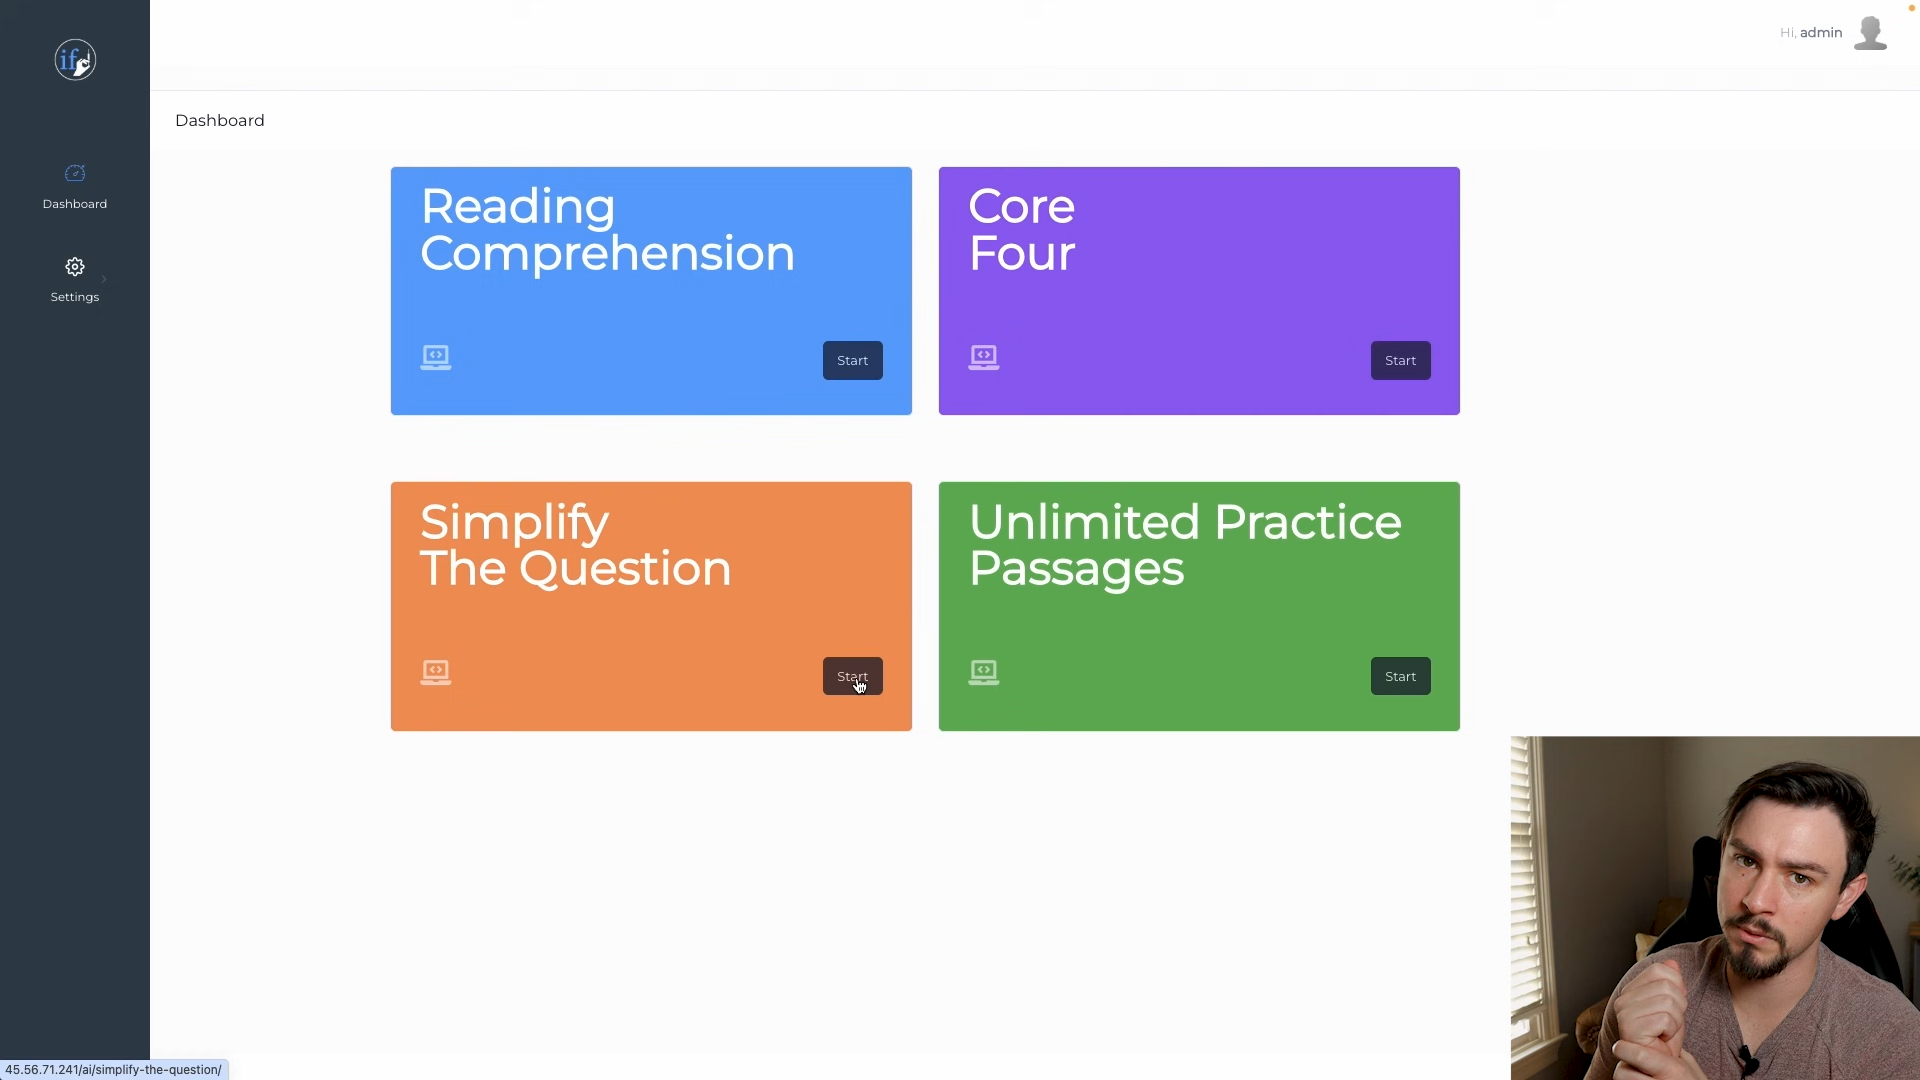 if
Hi, admin
Dashboard
Dashboard
Settings
Reading
Comprehension
Start
Core
Four
Start
Simplify
The Question
Start
Unlimited Practice
Passages
Start
45.56.71.241/ai/simplify-the-question/